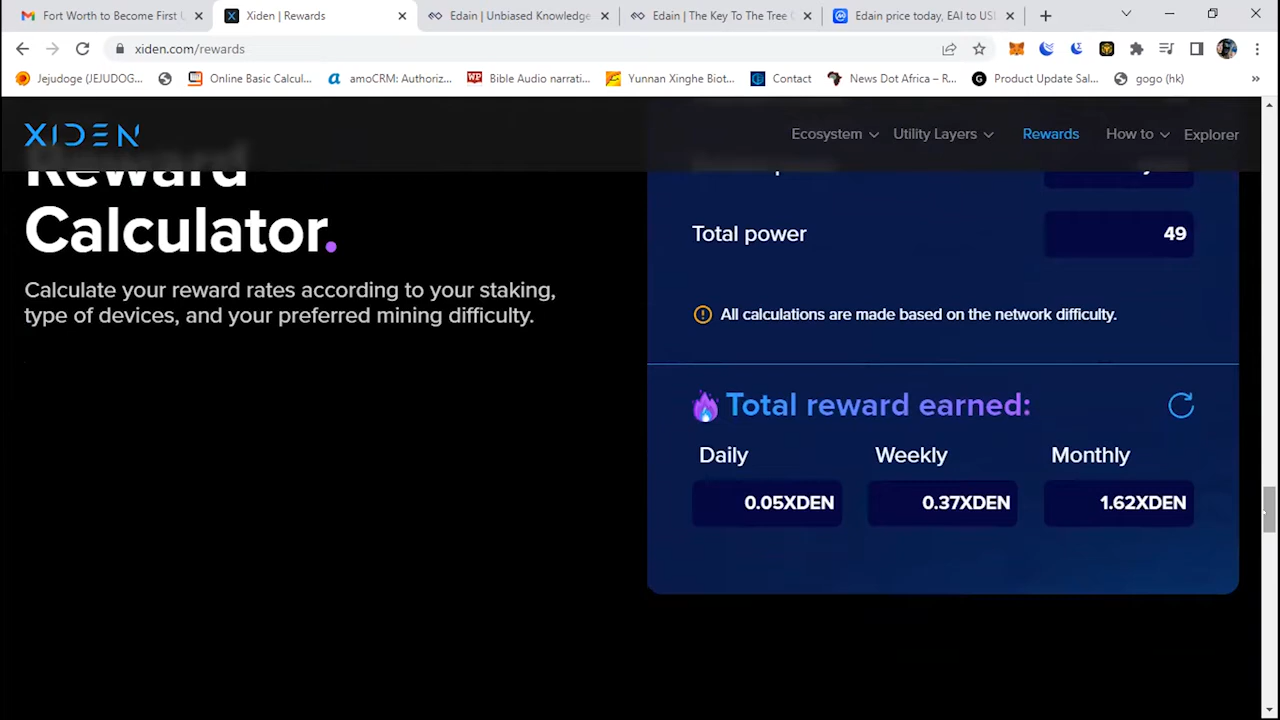 Fort Worth to Become First U
Xiden | Rewards
Edain | Unbiased Knowledge
Edain | The Key To The Tree
Edain price today, EAI to US
xiden.com/rewards
Jejudoge (JEJUDOG...
Online Basic Calcul...
amoCRM: Authoriz...
Bible Audio narrati...
Yunnan Xinghe Biot...
Contact
News Dot Africa – R...
Product Update Sal...
gogo (hk)
XIDEN
Ecosystem
Utility Layers
Rewards
How to
Explorer
Reward
Calculator.
Calculate your reward rates according to your staking,
type of devices, and your preferred mining difficulty.
Total power
49
All calculations are made based on the network difficulty.
Total reward earned:
Daily
Weekly
Monthly
0.05XDEN
0.37XDEN
1.62XDEN